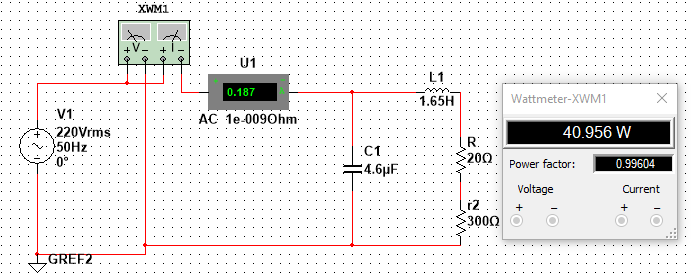 XWM1
V I
+ − + −
U1
0.187
AC 1e-009Ohm
V1
220Vrms
50Hz
0°
C1
4.6µF
L1
1.65H
R
20Ω
r2
300Ω
GREF2
Wattmeter-XWM1
40.956 W
Power factor: 0.99604
Voltage Current
+ − + −